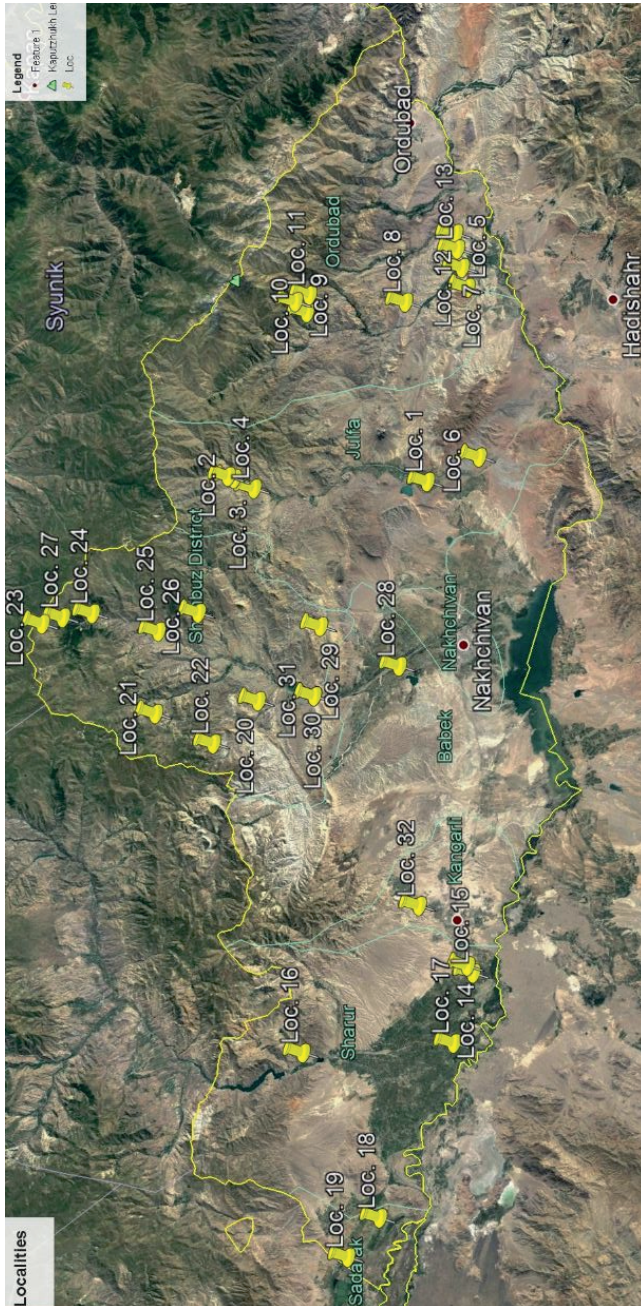 Localities
Legend
Feature 1
Kaputzhukh Le
Loc.
Loc. 23
Syunik
Loc. 27
Loc. 24
Loc. 21
Loc. 25
Loc. 26
Shahbuz District
Loc. 22
Loc. 2
Loc. 3
Loc. 4
Loc. 20
Loc. 10
Loc. 11
Loc. 31
Loc. 16
Loc. 30
Loc. 9
Loc. 29
Ordubad
Loc. 19
Sharur
Julfa
Sadarak
Loc. 18
Loc. 28
Loc. 8
Ordubad
Loc. 32
Loc. 1
Loc. 17
Babek
Nakhchivan
Loc. 12
Loc. 13
Kangarli
Loc. 15
Loc. 6
Loc. 14
Loc. 7
Loc. 5
Nakhchivan
Hadishahr